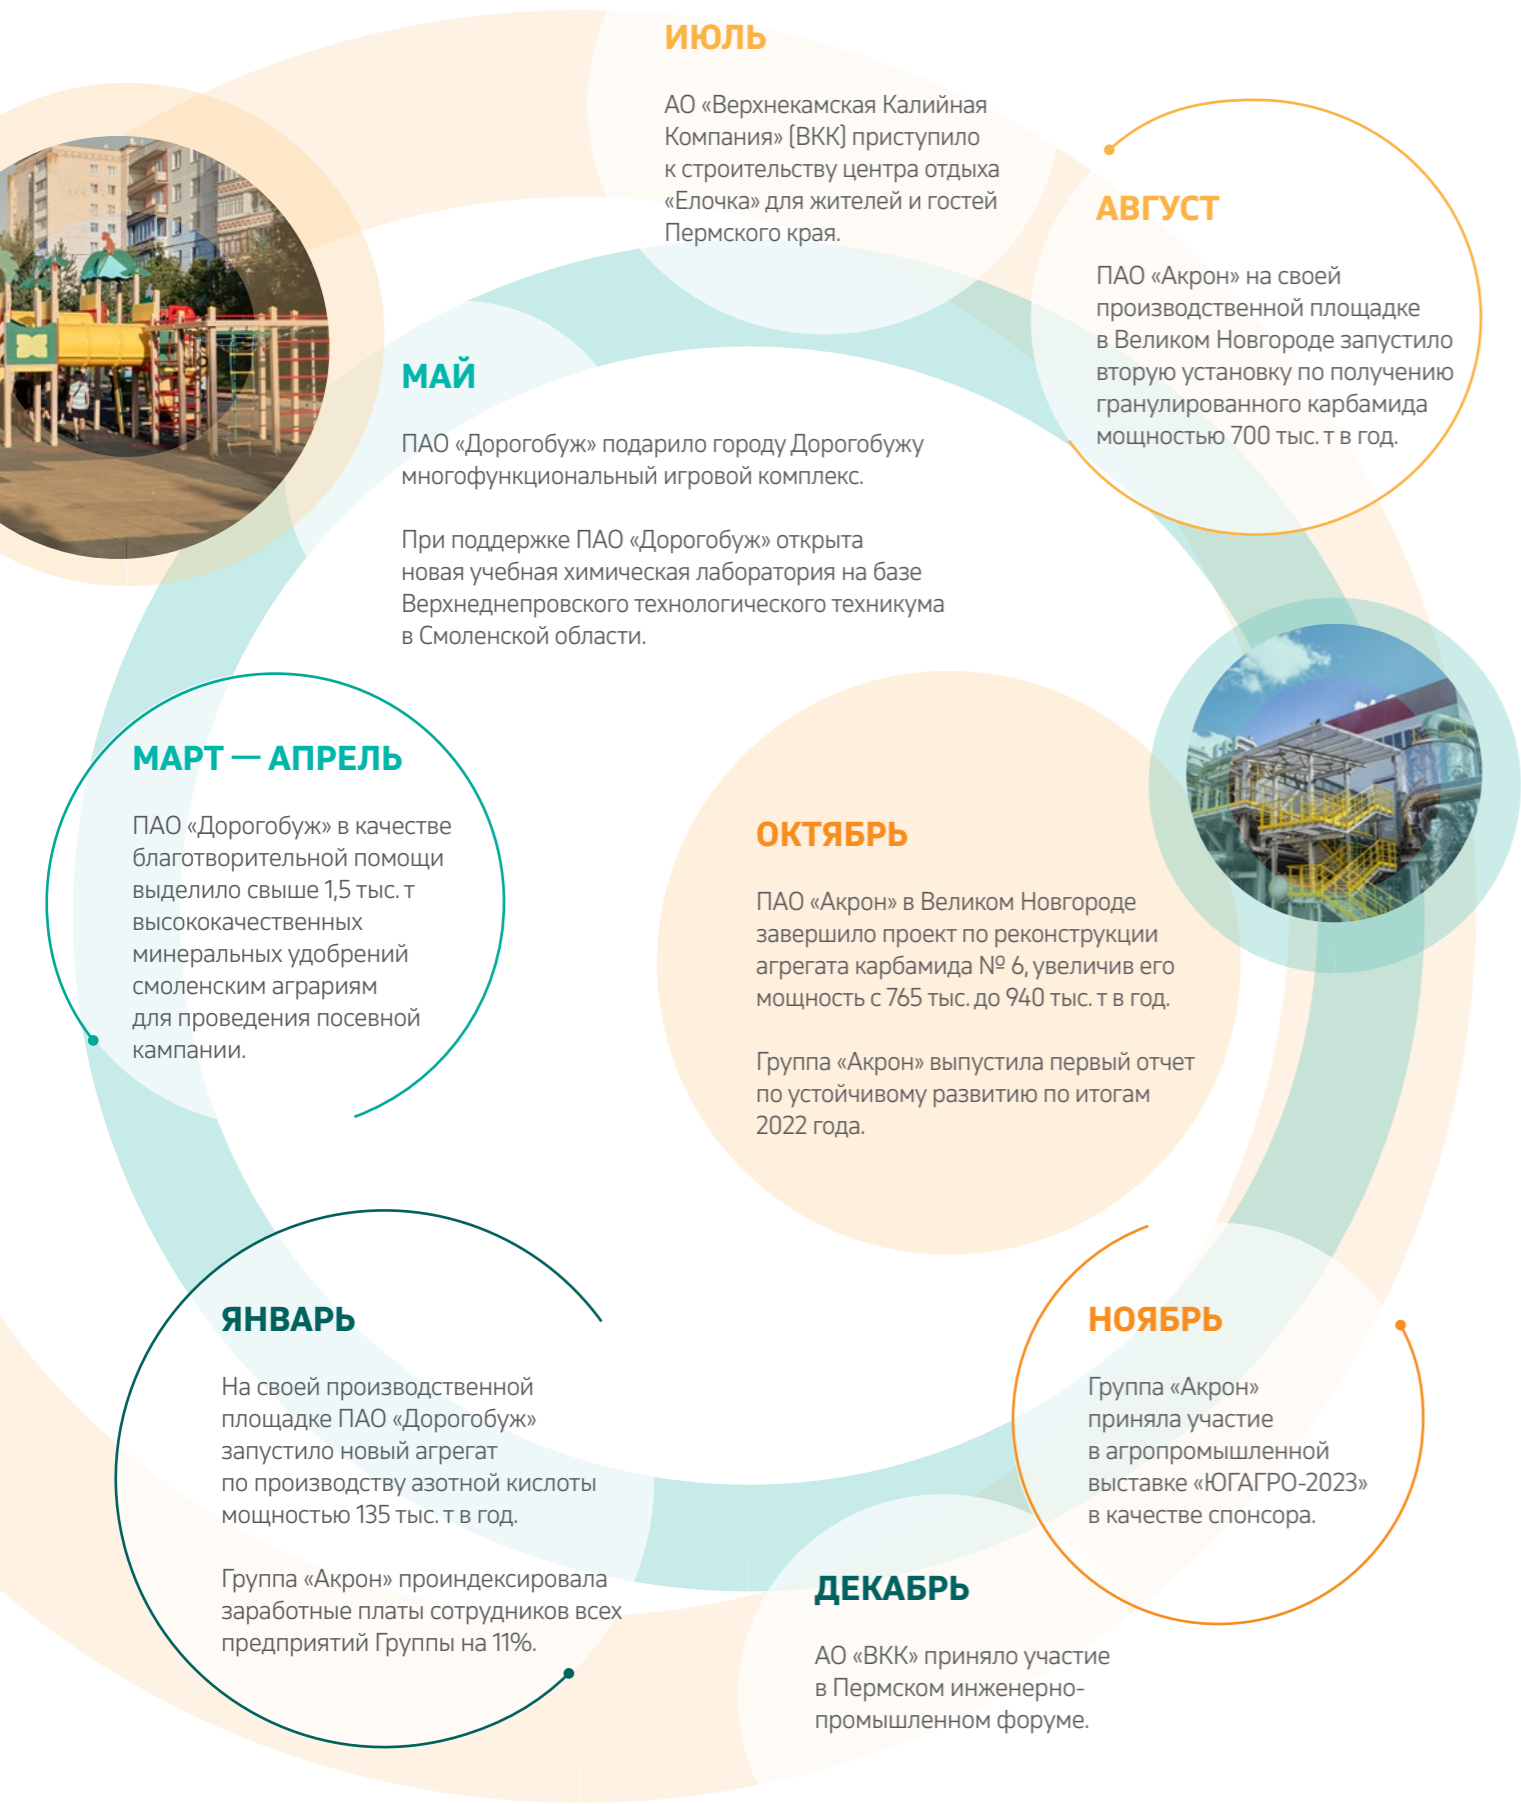 ИЮЛЬ
АО «Верхнекамская Калийная
Компания» (ВКК) приступило
к строительству центра отдыха
«Елочка» для жителей и гостей
Пермского края.
АВГУСТ
ПАО «Акрон» на своей
производственной площадке
в Великом Новгороде запустило
вторую установку по получению
гранулированного карбамида
мощностью 700 тыс. т в год.
МАЙ
ПАО «Дорогобуж» подарило городу Дорогобужу
многофункциональный игровой комплекс.
При поддержке ПАО «Дорогобуж» открыта
новая учебная химическая лаборатория на базе
Верхнеднепровского технологического техникума
в Смоленской области.
МАРТ — АПРЕЛЬ
ПАО «Дорогобуж» в качестве
благотворительной помощи
выделило свыше 1,5 тыс. т
высококачественных
минеральных удобрений
смоленским аграриям
для проведения посевной
кампании.
ОКТЯБРЬ
ПАО «Акрон» в Великом Новгороде
завершило проект по реконструкции
агрегата карбамида № 6, увеличив его
мощность с 765 тыс. до 940 тыс. т в год.
Группа «Акрон» выпустила первый отчет
по устойчивому развитию по итогам
2022 года.
ЯНВАРЬ
На своей производственной
площадке ПАО «Дорогобуж»
запустило новый агрегат
по производству азотной кислоты
мощностью 135 тыс. т в год.
Группа «Акрон» проиндексировала
заработные платы сотрудников всех
предприятий Группы на 11%.
НОЯБРЬ
Группа «Акрон»
приняла участие
в агропромышленной
выставке «ЮГАГРО-2023»
в качестве спонсора.
ДЕКАБРЬ
АО «ВКК» приняло участие
в Пермском инженерно-
промышленном форуме.